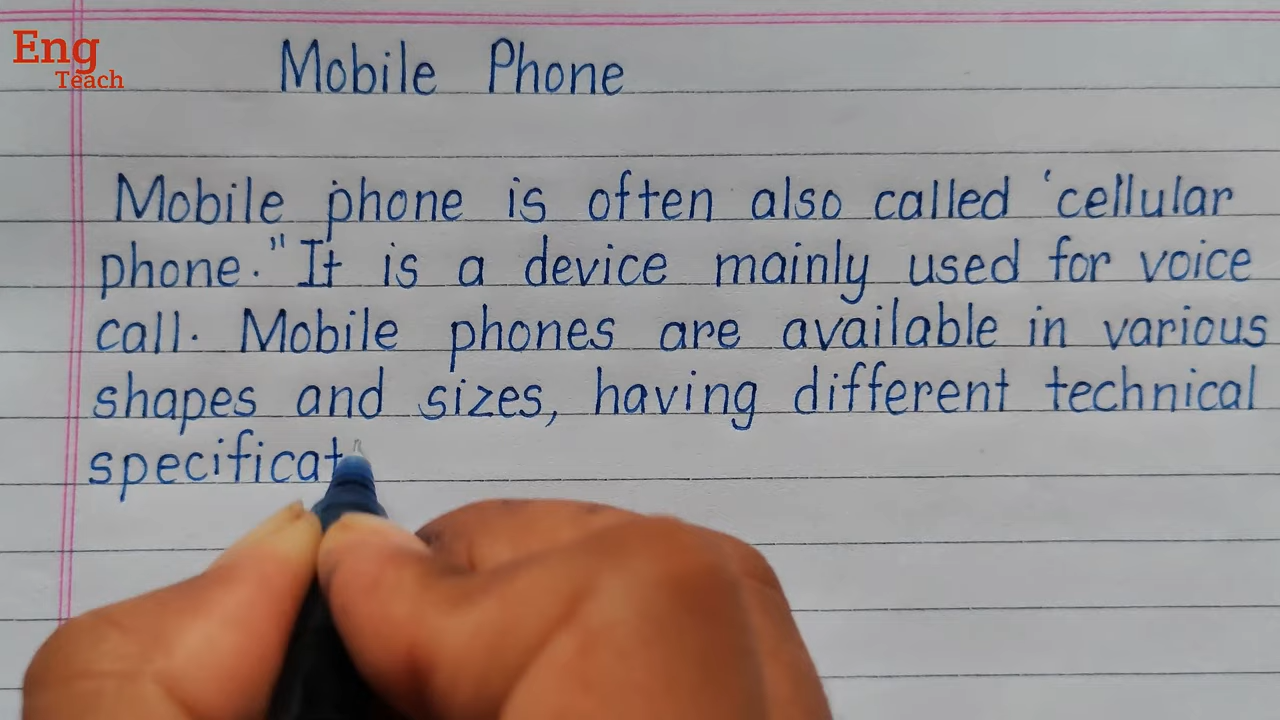 Eng
Teach
Mobile Phone
Mobile phone is often also called 'cellular
phone." It is a device mainly used for voice
call. Mobile phones are available in various
shapes and sizes, having different technical
specificat